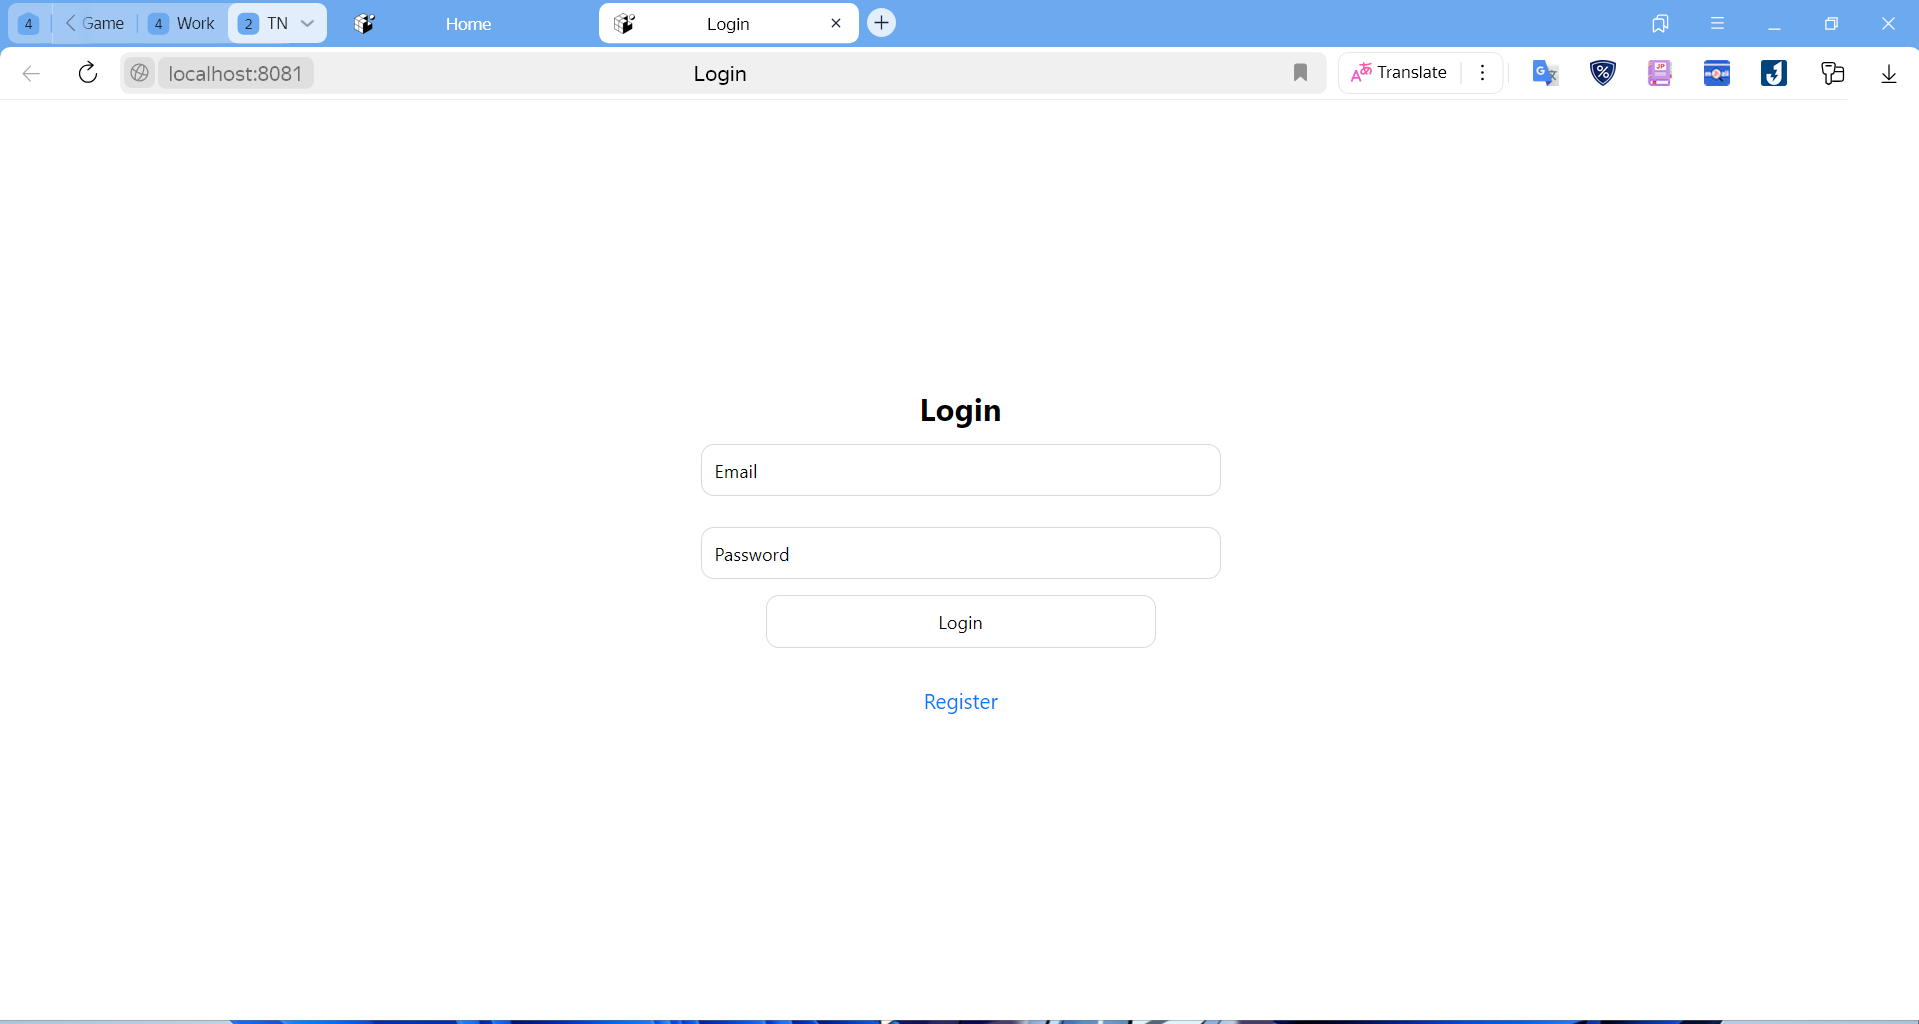 4 Game 4 Work 2 TN Home Login
localhost:8081 Login Translate
Login
Email
Password
Login
Register